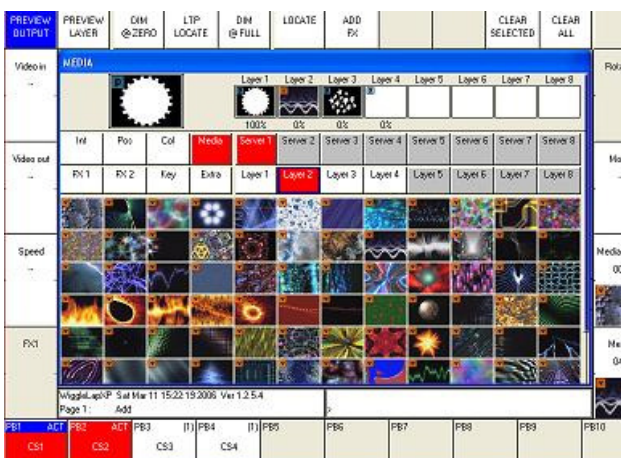 PREVIEW OUTPUT
PREVIEW LAYER
DIM @ZERO
LTP LOCATE
DIM @FULL
LOCATE
ADD FX
CLEAR SELECTED
CLEAR ALL
Video in
MEDIA
Layer 1 Layer 2 Layer 3 Layer 4 Layer 5 Layer 6 Layer 7 Layer 8
100% 0% 0% 0%
Int Pos Col Media Server 1 Server 2 Server 3 Server 4 Server 5 Server 6 Server 7 Server 8
Video out
FX 1 FX 2 Key Extra Layer 1 Layer 2 Layer 3 Layer 4 Layer 5 Layer 6 Layer 7 Layer 8
Speed
Media
FX1
WiggleLapXP Sat Mar 11 15:22:19 2006 Ver 1.2.5.4
Page 1: Add
>
PB1 ACT PB2 ACT PB3 (1) PB4 (1) PB5 PB6 PB7 PB8 PB9 PB10
CS1 CS2 CS3 CS4